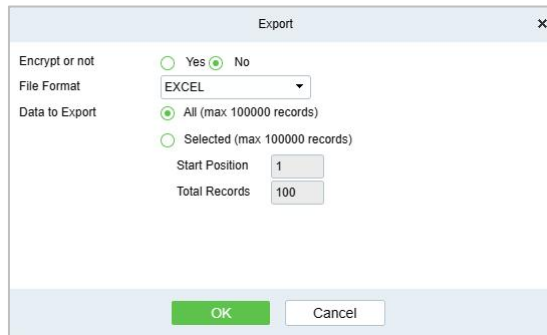 Export
Encrypt or not Yes No
File Format EXCEL
Data to Export All (max 100000 records)
Selected (max 100000 records)
Start Position 1
Total Records 100
OK Cancel